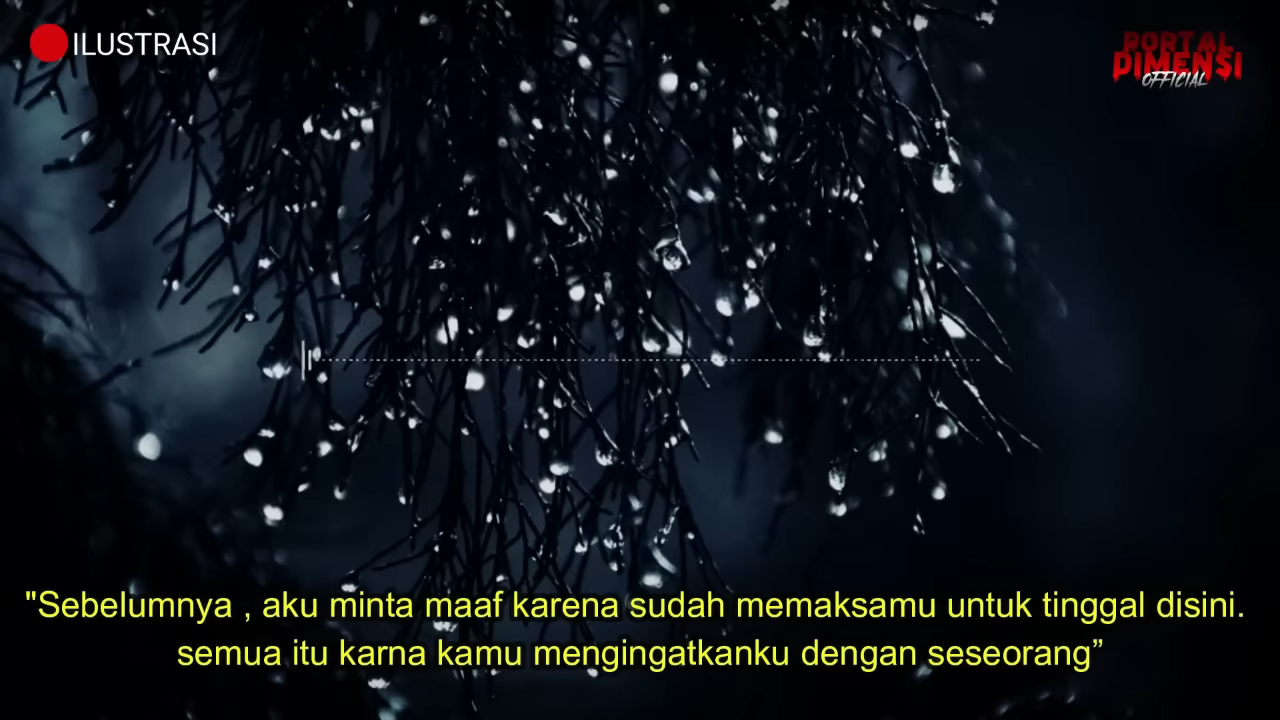 ILUSTRASI
PORTAL
DIMENSI
OFFICIAL
"Sebelumnya , aku minta maaf karena sudah memaksamu untuk tinggal disini.
semua itu karna kamu mengingatkanku dengan seseorang”